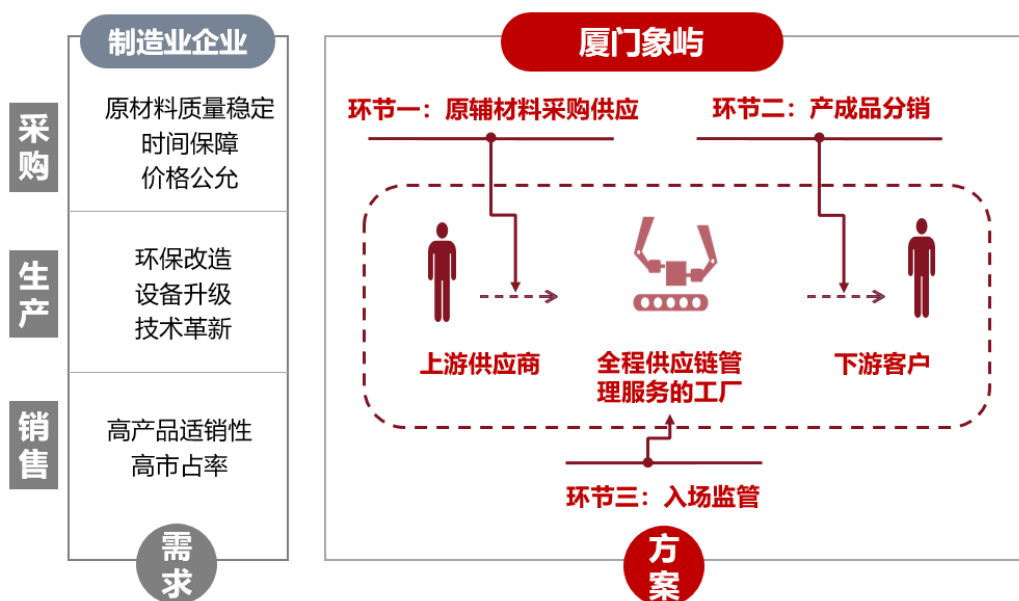 制造业企业
采购
原材料质量稳定
时间保障
价格公允
生产
环保改造
设备升级
技术革新
销售
高产品适销性
高市占率
需求
厦门象屿
环节一：原辅材料采购供应
环节二：产成品分销
上游供应商
全程供应链管
理服务的工厂
下游客户
环节三：入场监管
方案